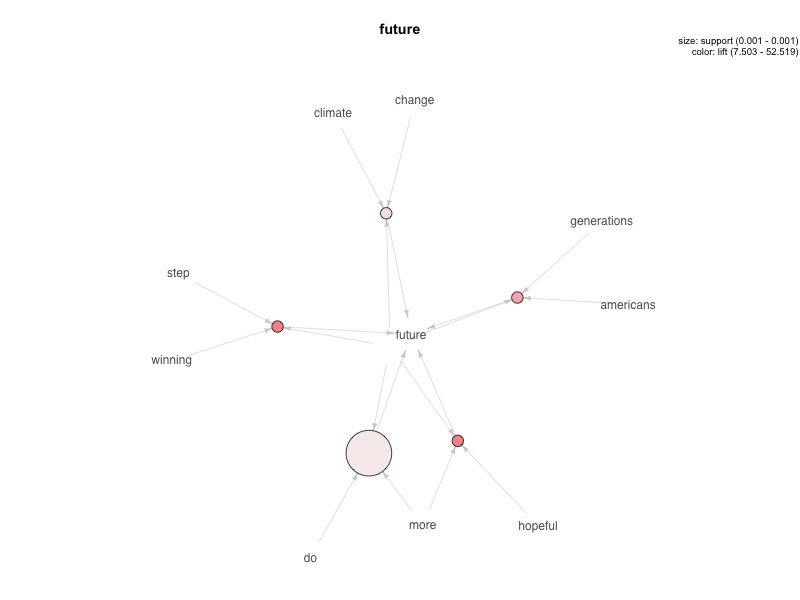 future
size: support (0.001 - 0.001)
color: lift (7.503 - 52.519)
change
climate
generations
step
americans
future
winning
more
hopeful
do